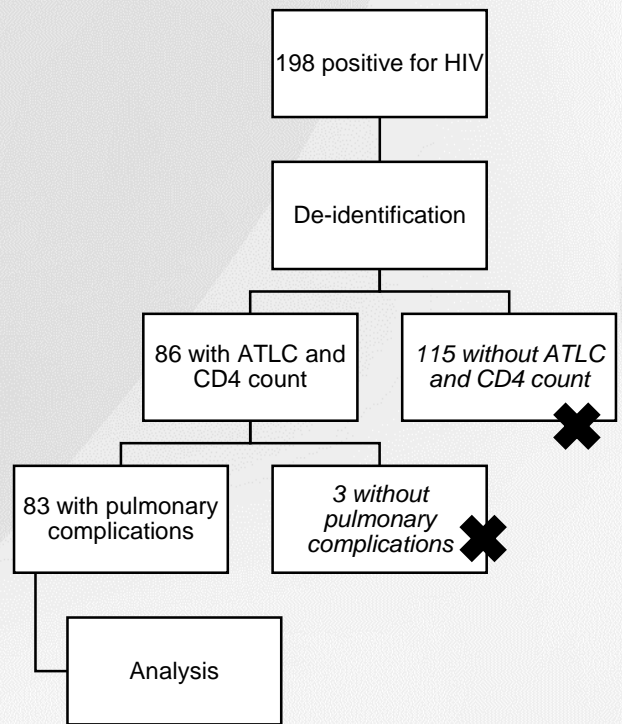 198 positive for HIV
De-identification
86 with ATLC and
CD4 count
115 without ATLC
and CD4 count
83 with pulmonary
complications
3 without
pulmonary
complications
Analysis